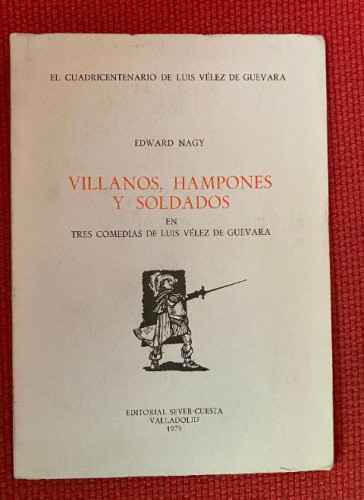 EL CUADRICENTENARIO DE LUIS VÉLEZ DE GUEVARA
EDWARD NAGY
VILLANOS, HAMPONES
Y SOLDADOS
EN
TRES COMEDIAS DE LUIS VÉLEZ DE GUEVARA
EDITORIAL SEVER-CUESTA
VALLADOLID
1979